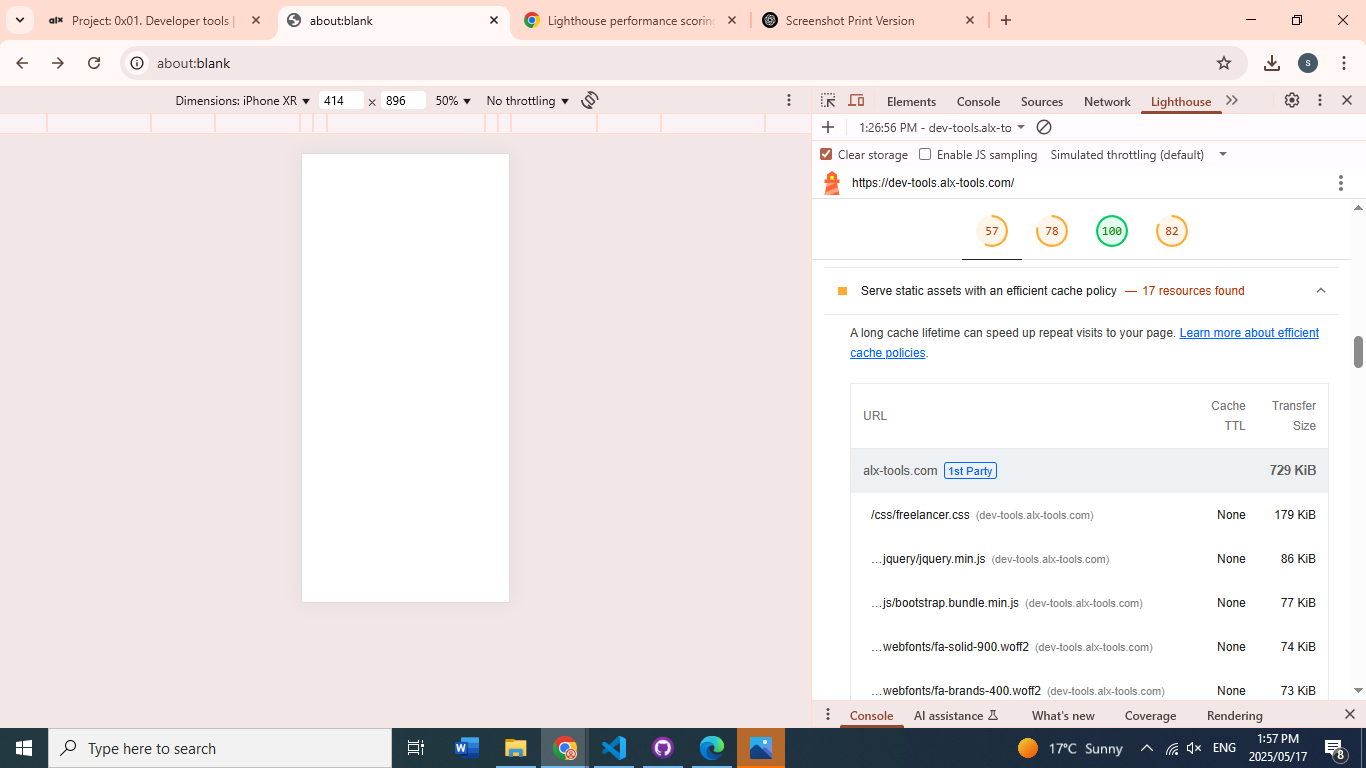 alx Project: 0x01. Developer tools |
about:blank
Lighthouse performance scoring
Screenshot Print Version
about:blank
s
Dimensions: iPhone XR 414 × 896 50% No throttling
Elements Console Sources Network Lighthouse
1:26:56 PM - dev-tools.alx-to
Clear storage Enable JS sampling Simulated throttling (default)
https://dev-tools.alx-tools.com/
57 78 100 82
Serve static assets with an efficient cache policy — 17 resources found
A long cache lifetime can speed up repeat visits to your page. Learn more about efficient
cache policies.
URL Cache TTL Transfer Size
alx-tools.com 1st Party 729 KiB
/css/freelancer.css (dev-tools.alx-tools.com) None 179 KiB
…jquery/jquery.min.js (dev-tools.alx-tools.com) None 86 KiB
…js/bootstrap.bundle.min.js (dev-tools.alx-tools.com) None 77 KiB
…webfonts/fa-solid-900.woff2 (dev-tools.alx-tools.com) None 74 KiB
…webfonts/fa-brands-400.woff2 (dev-tools.alx-tools.com) None 73 KiB
Console AI assistance What's new Coverage Rendering
Type here to search
17°C Sunny ENG
1:57 PM
2025/05/17
8